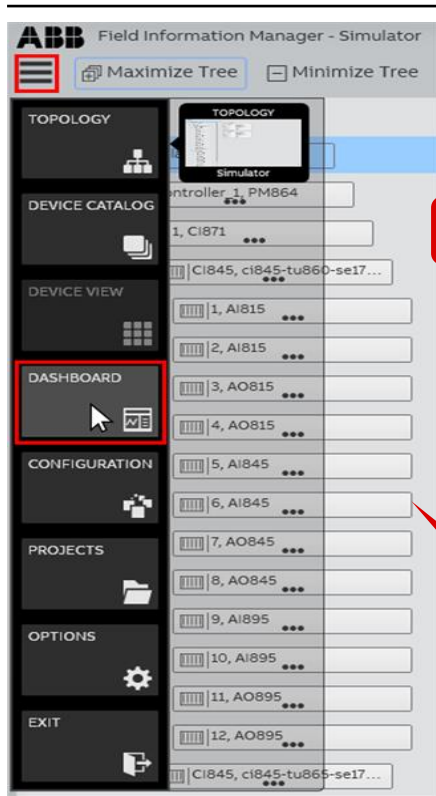 ABB Field Information Manager - Simulator
Maximize Tree Minimize Tree
TOPOLOGY
TOPOLOGY
Simulator
DEVICE CATALOG
DEVICE VIEW
DASHBOARD
CONFIGURATION
PROJECTS
OPTIONS
EXIT
ontroller_1, PM864
1, CI871
CI845, ci845-tu860-se17...
1, AI815
2, AI815
3, AO815
4, AO815
5, AI845
6, AI845
7, AO845
8, AO845
9, AI895
10, AI895
11, AO895
12, AO895
CI845, ci845-tu865-se17...